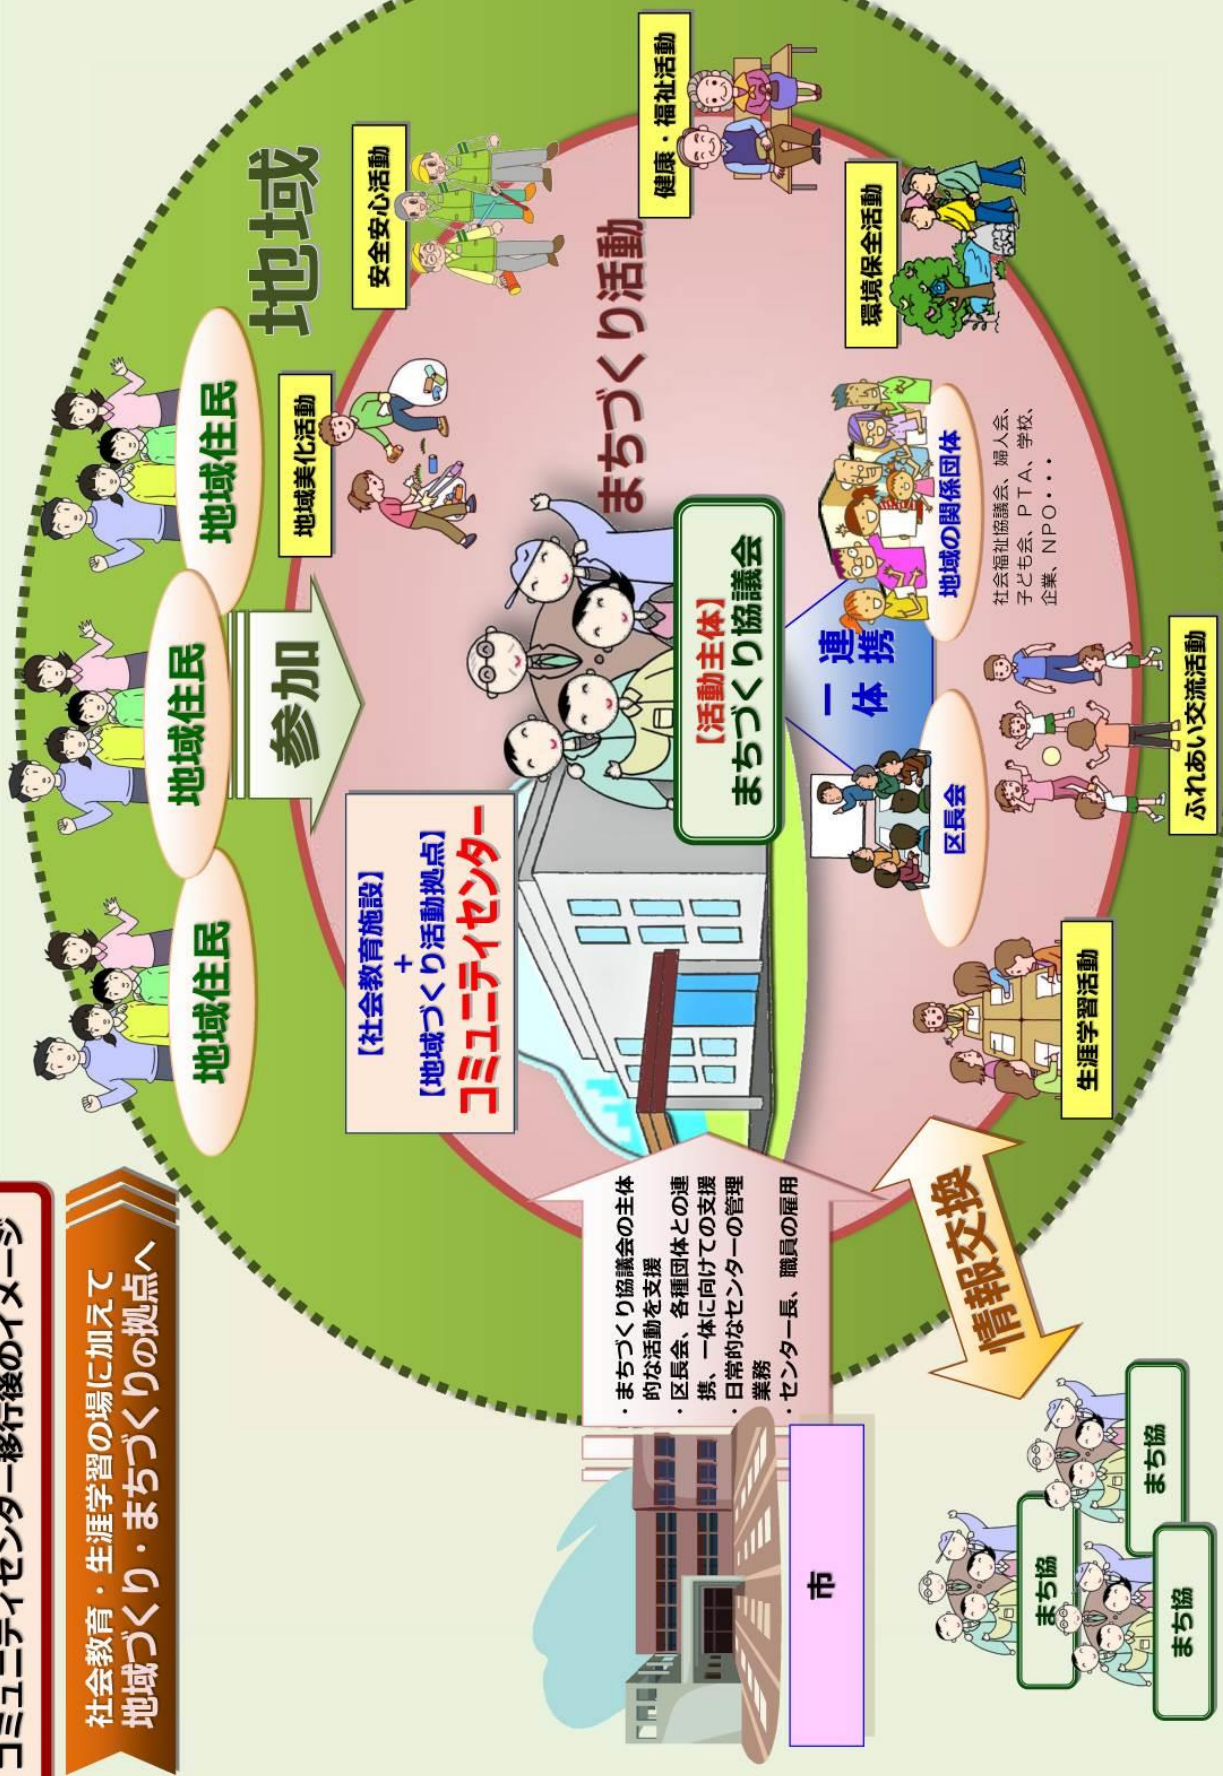 コミュニティセンター移行後のイメージ
社会教育・生涯学習の場に加えて
地域づくり・まちづくりの拠点へ
地域住民
地域住民
地域住民
地域
参加
地域美化活動
安全安心活動
【社会教育施設】
+
【地域づくり活動拠点】
コミュニティセンター
まちづくり活動
健康・福祉活動
・まちづくり協議会の主体
的な活動を支援
・区長会、各種団体との連
携、一体に向けての支援
・日常的なセンターの管理
業務
・センター長、職員の雇用
【活動主体】
まちづくり協議会
環境保全活動
市
連携
一体
区長会
地域の関係団体
社会福祉協議会、婦人会、
子ども会、PTA、学校、
企業、NPO・・・
情報交換
生涯学習活動
ふれあい交流活動
まち協
まち協
まち協